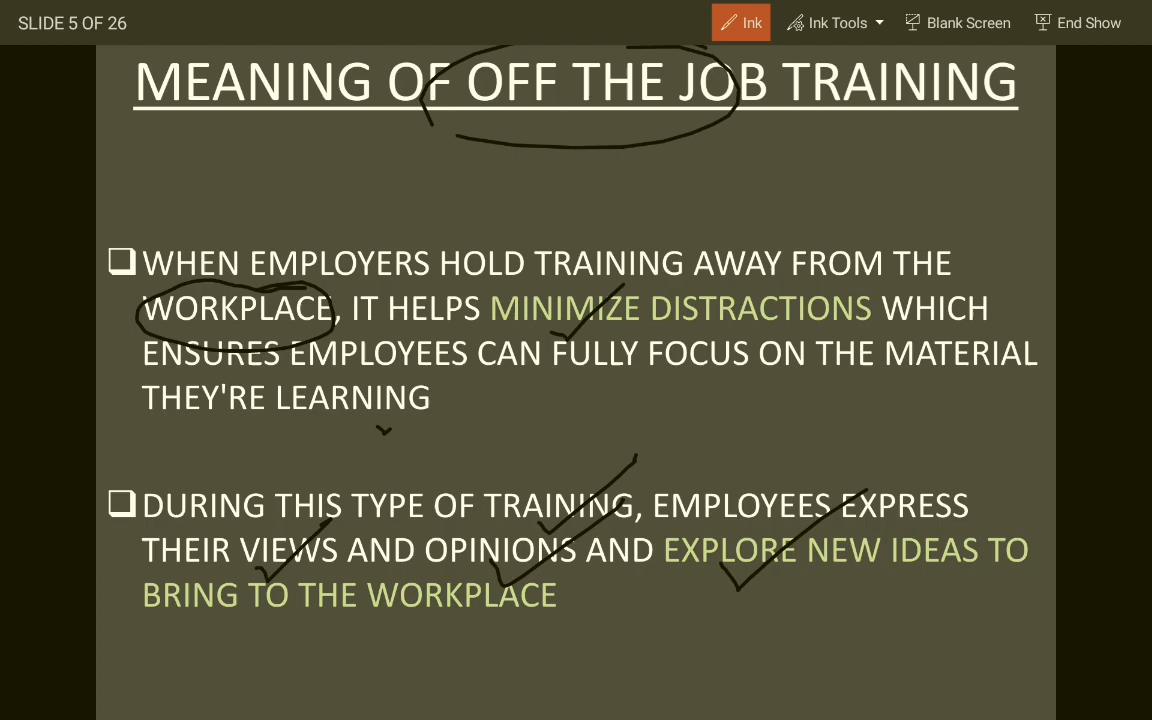 SLIDE 5 OF 26
Ink
Ink Tools
Blank Screen
End Show
MEANING OF OFF THE JOB TRAINING
WHEN EMPLOYERS HOLD TRAINING AWAY FROM THE
WORKPLACE, IT HELPS MINIMIZE DISTRACTIONS WHICH
ENSURES EMPLOYEES CAN FULLY FOCUS ON THE MATERIAL
THEY'RE LEARNING
DURING THIS TYPE OF TRAINING, EMPLOYEES EXPRESS
THEIR VIEWS AND OPINIONS AND EXPLORE NEW IDEAS TO
BRING TO THE WORKPLACE